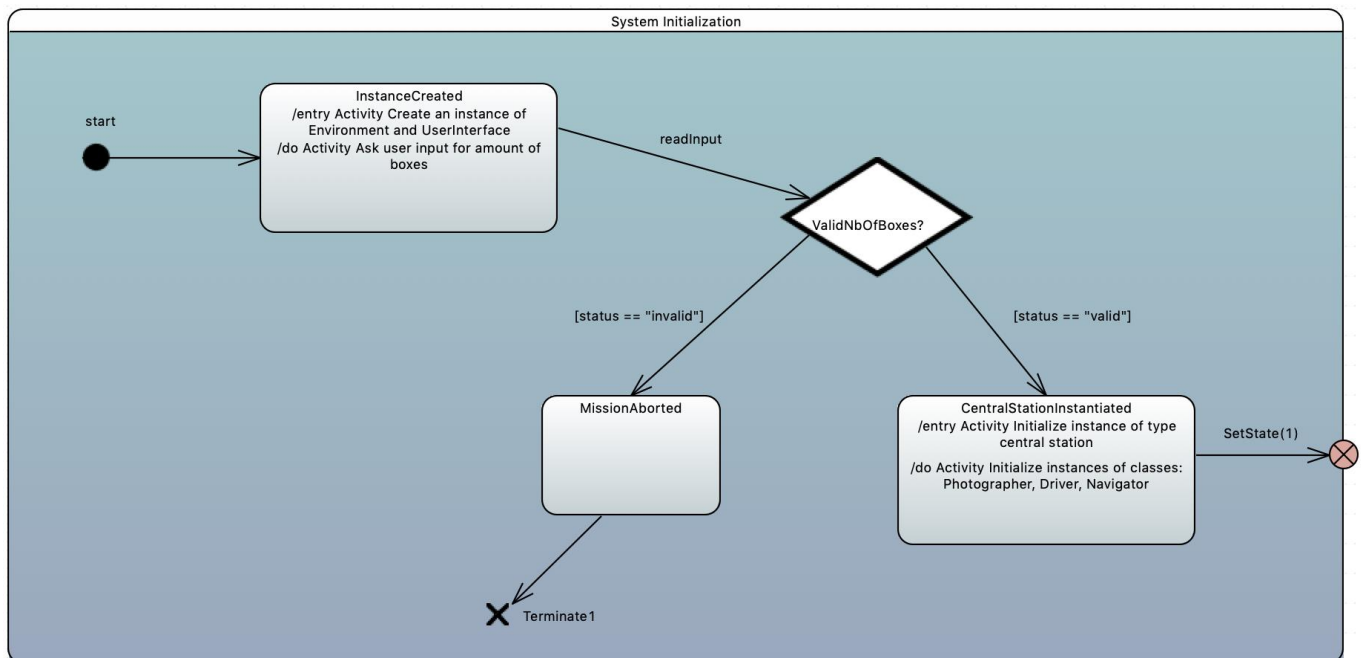 System Initialization
start
InstanceCreated
/entry Activity Create an instance of
Environment and UserInterface
/do Activity Ask user input for amount of
boxes
readInput
ValidNbOfBoxes?
[status == "invalid"]
[status == "valid"]
MissionAborted
CentralStationInstantiated
/entry Activity Initialize instance of type
central station
/do Activity Initialize instances of classes:
Photographer, Driver, Navigator
SetState(1)
Terminate1